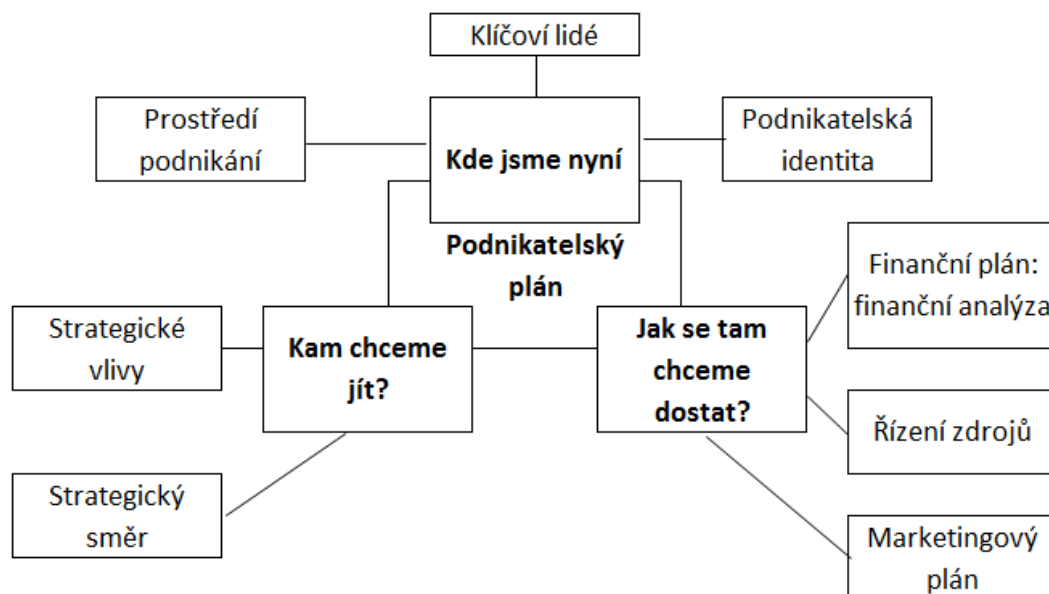 Klíčoví lidé
Prostředí
podnikání
Kde jsme nyní
Podnikatelská
identita
Podnikatelský
plán
Finanční plán:
finanční analýza
Strategické
vlivy
Kam chceme
jít?
Jak se tam
chceme
dostat?
Řízení zdrojů
Strategický
směr
Marketingový
plán